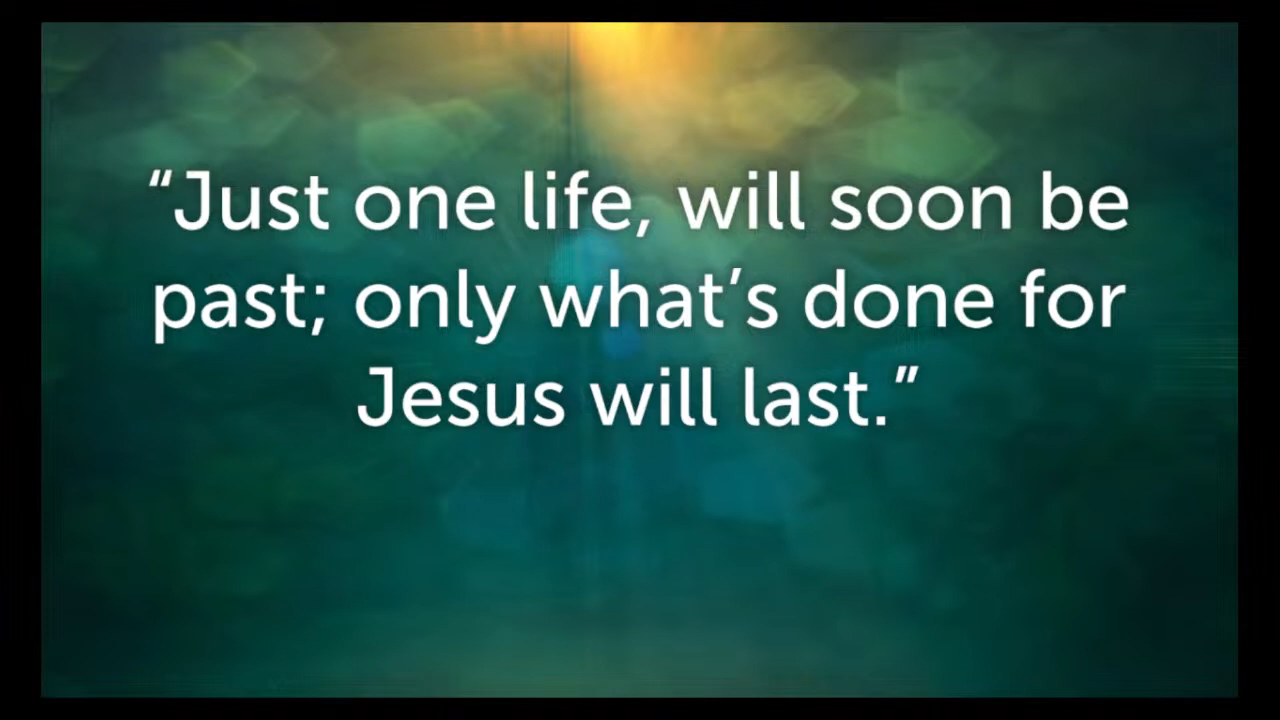 “Just one life, will soon be
past; only what’s done for
Jesus will last.”